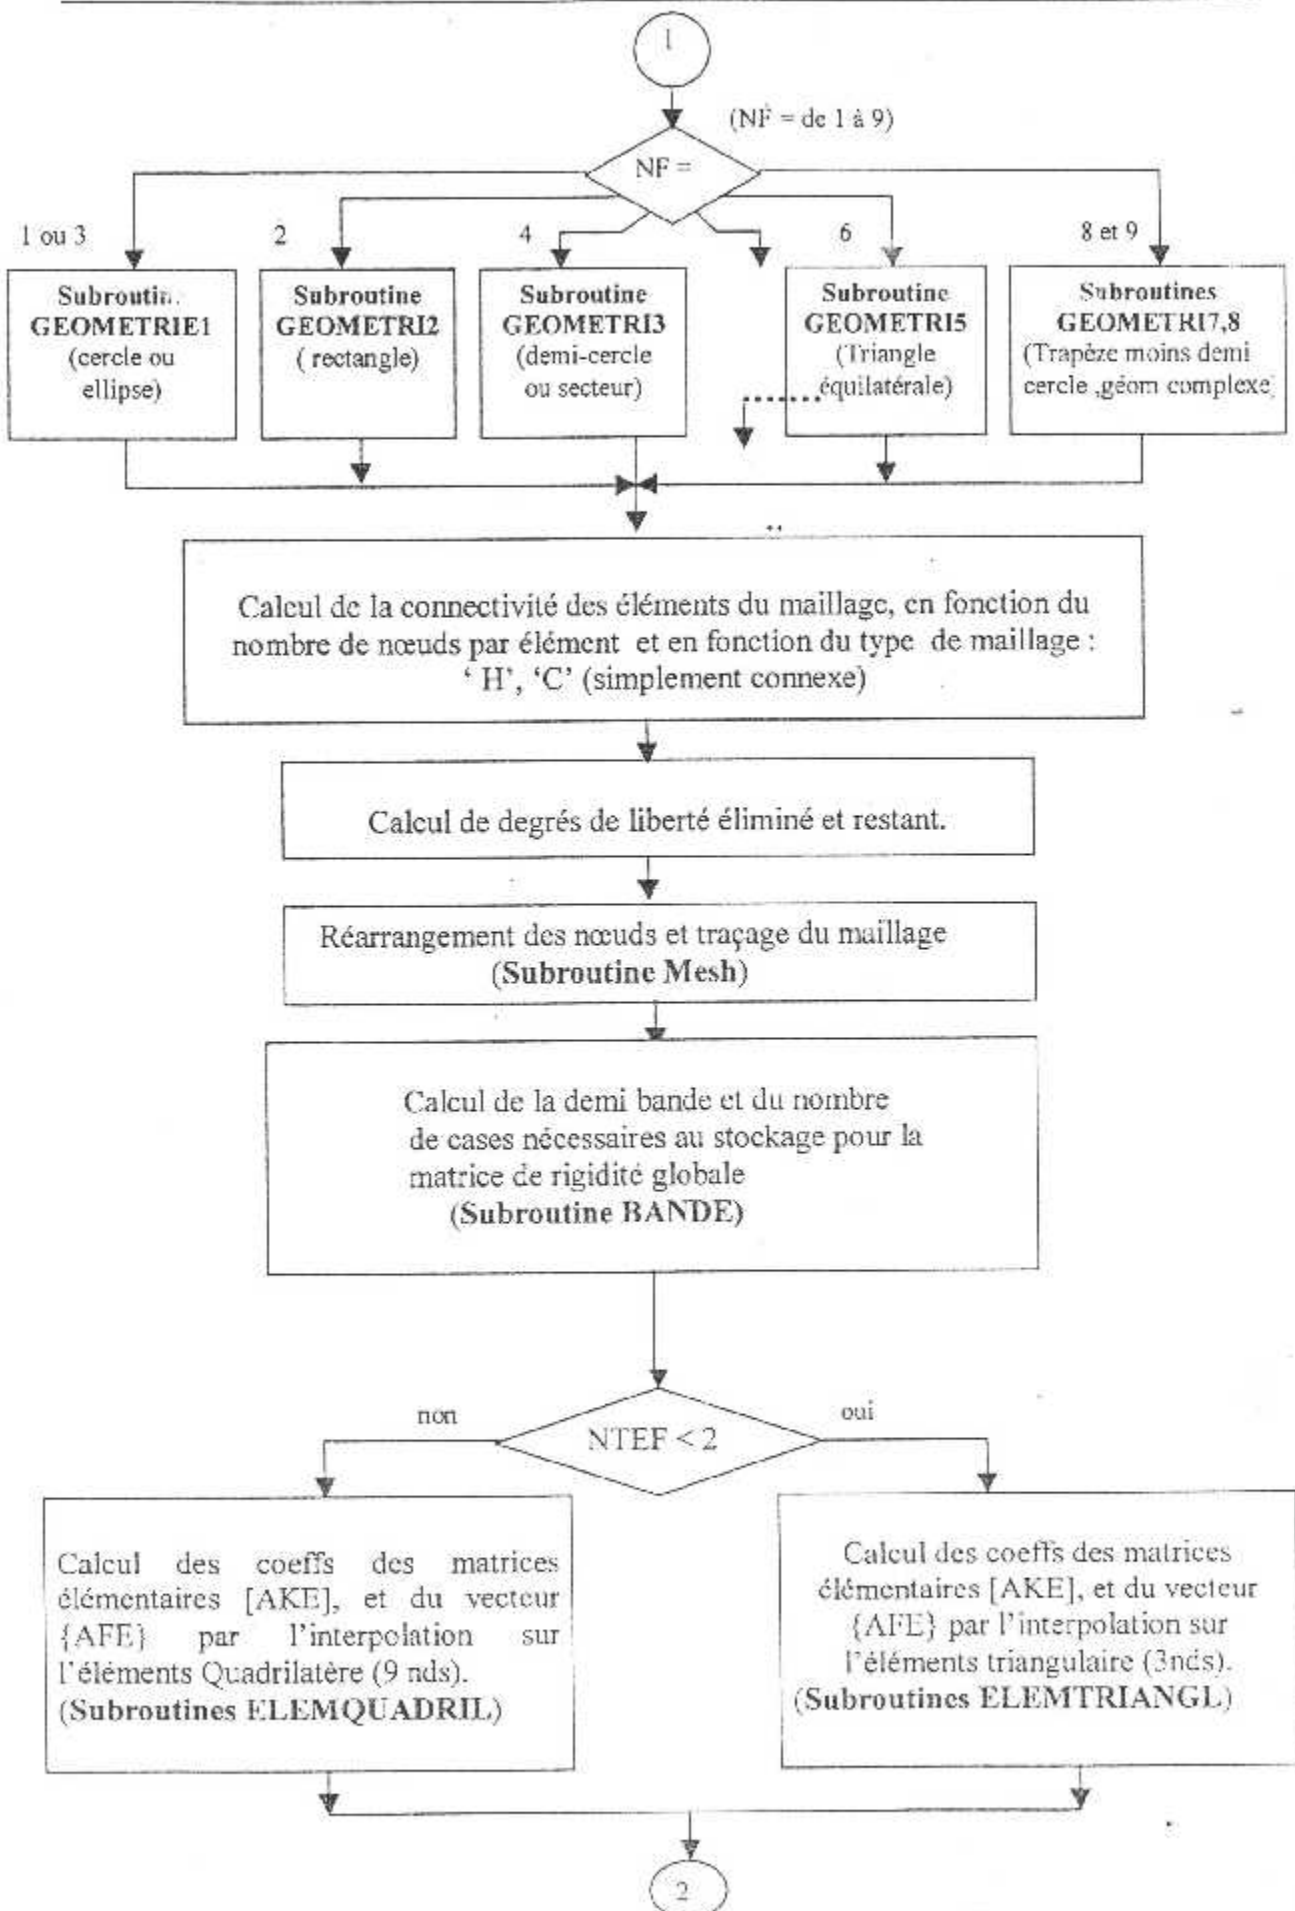 1
(NF = de 1 à 9)
NF =
1 ou 3
2
4
6
8 et 9
Subroutin.
GEOMETRIE1
(cercle ou
ellipse)
Subroutine
GEOMETRI2
( rectangle)
Subroutine
GEOMETRI3
(demi-cercle
ou secteur)
Subroutine
GEOMETRI5
(Triangle
équilatérale)
Subroutines
GEOMETRI7,8
(Trapèze moins demi
cercle ,géom complexe)
Calcul de la connectivité des éléments du maillage, en fonction du
nombre de nœuds par élément et en fonction du type de maillage :
‘ H’, ‘C’ (simplement connexe)
Calcul de degrés de liberté éliminé et restant.
Réarrangement des nœuds et traçage du maillage
(Subroutine Mesh)
Calcul de la demi bande et du nombre
de cases nécessaires au stockage pour la
matrice de rigidité globale
(Subroutine BANDE)
non
NTEF < 2
oui
Calcul des coeffs des matrices
élémentaires [AKE], et du vecteur
{AFE} par l’interpolation sur
l’éléments Quadrilatère (9 nds).
(Subroutines ELEMQUADRIL)
Calcul des coeffs des matrices
élémentaires [AKE], et du vecteur
{AFE} par l’interpolation sur
l’éléments triangulaire (3nds).
(Subroutines ELEMTRIANGL)
2